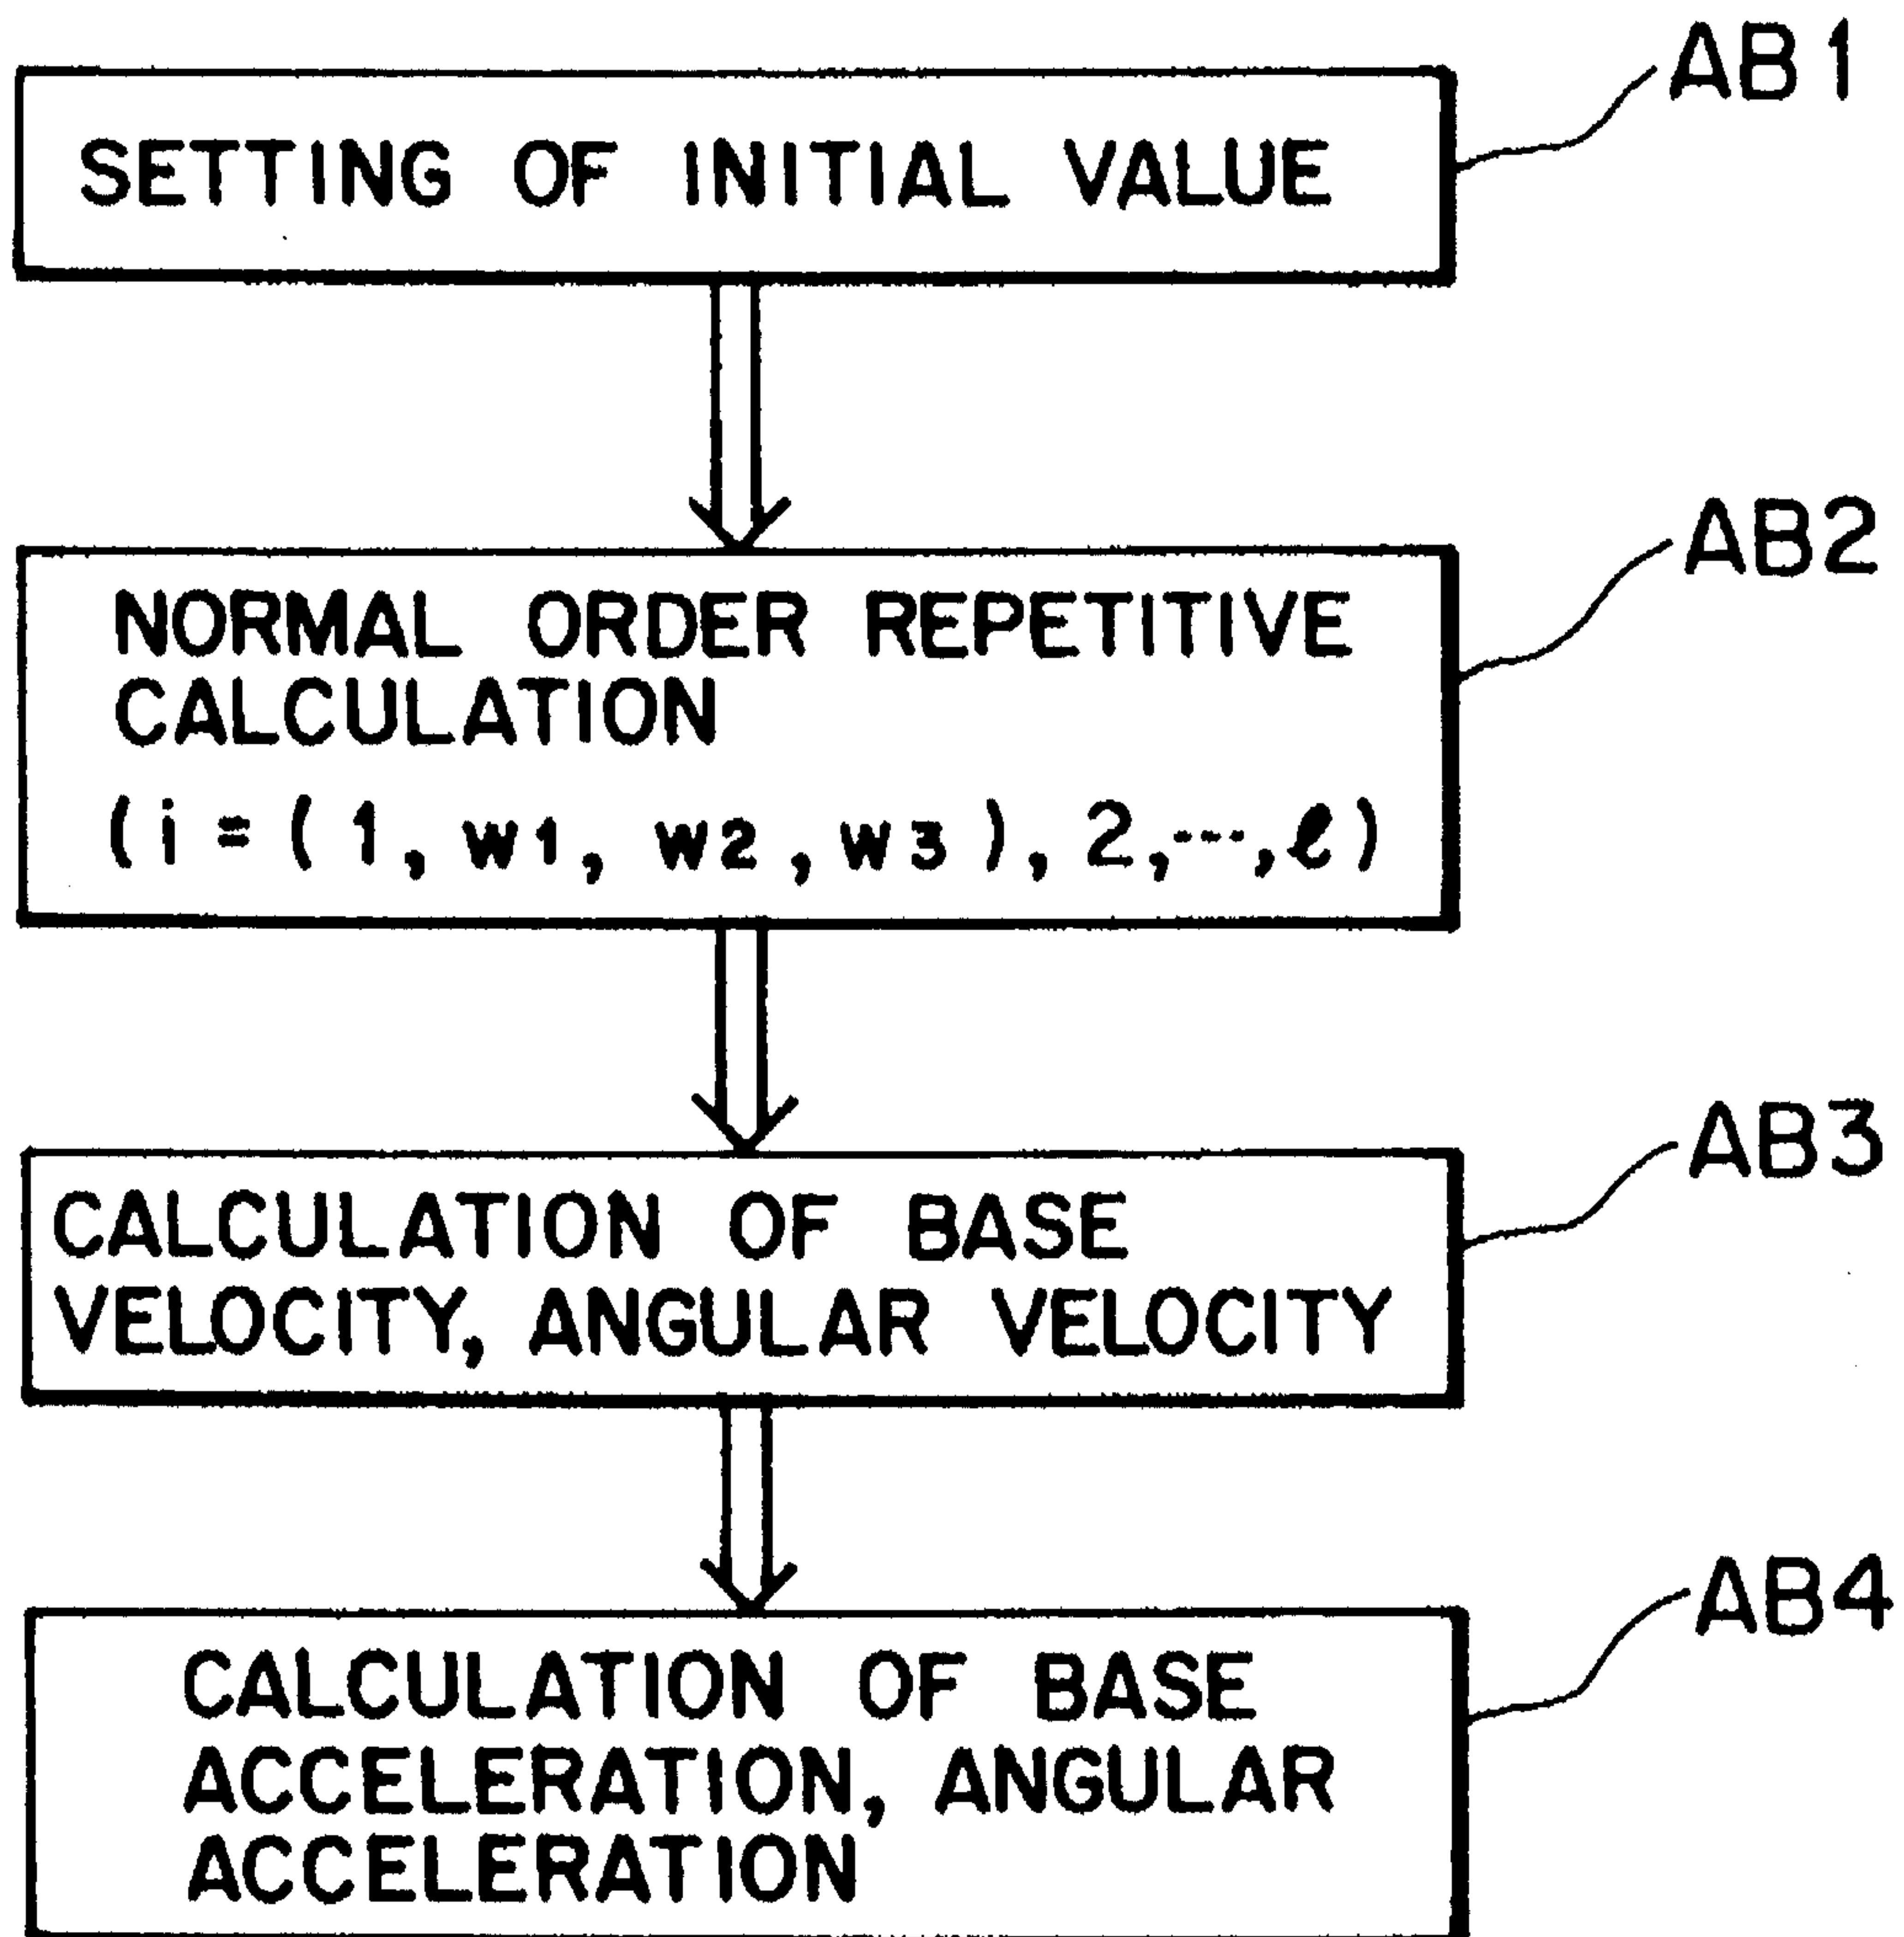 AB1
SETTING OF INITIAL VALUE
AB2
NORMAL ORDER REPETITIVE
CALCULATION
(i=(1, w1, w2, w3), 2,---,ℓ)
AB3
CALCULATION OF BASE
VELOCITY, ANGULAR VELOCITY
AB4
CALCULATION OF BASE
ACCELERATION, ANGULAR
ACCELERATION